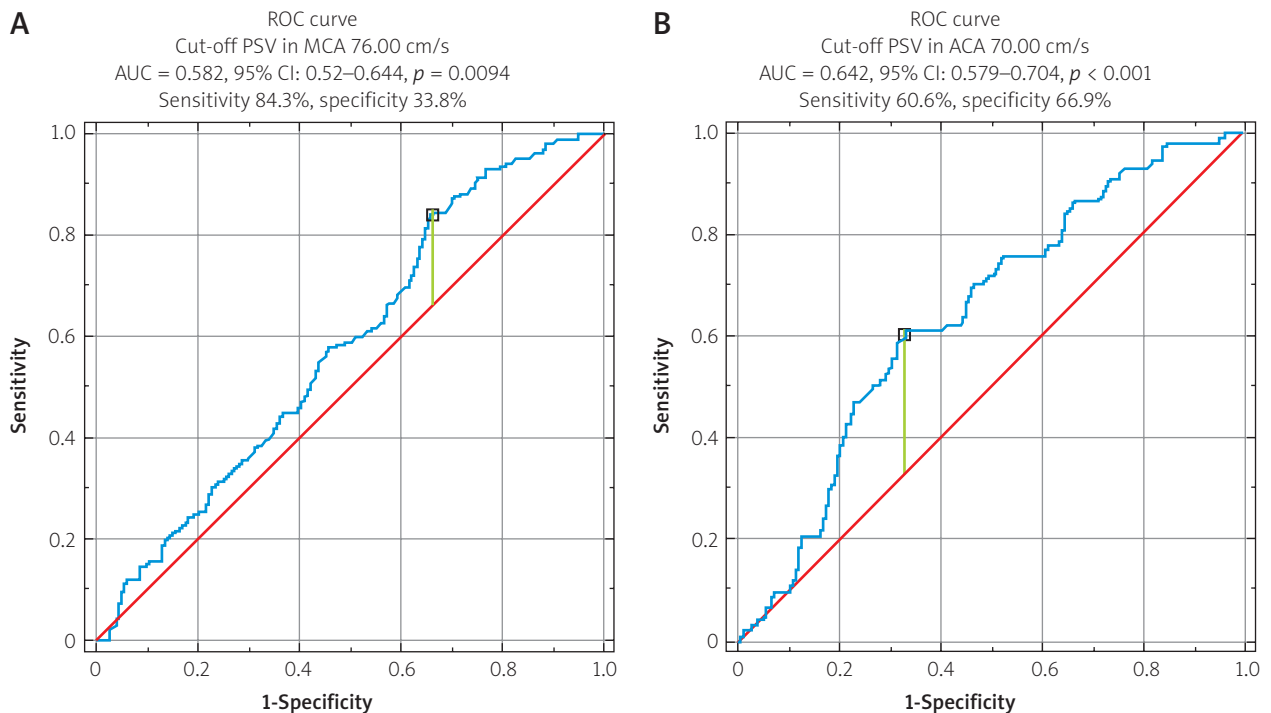 A
ROC curve
Cut-off PSV in MCA 76.00 cm/s
AUC = 0.582, 95% CI: 0.52–0.644, p = 0.0094
Sensitivity 84.3%, specificity 33.8%
1.0
0.8
0.6
0.4
0.2
0
Sensitivity
0 0.2 0.4 0.6 0.8 1.0
1-Specificity
B
ROC curve
Cut-off PSV in ACA 70.00 cm/s
AUC = 0.642, 95% CI: 0.579–0.704, p < 0.001
Sensitivity 60.6%, specificity 66.9%
1.0
0.8
0.6
0.4
0.2
0
Sensitivity
0 0.2 0.4 0.6 0.8 1.0
1-Specificity